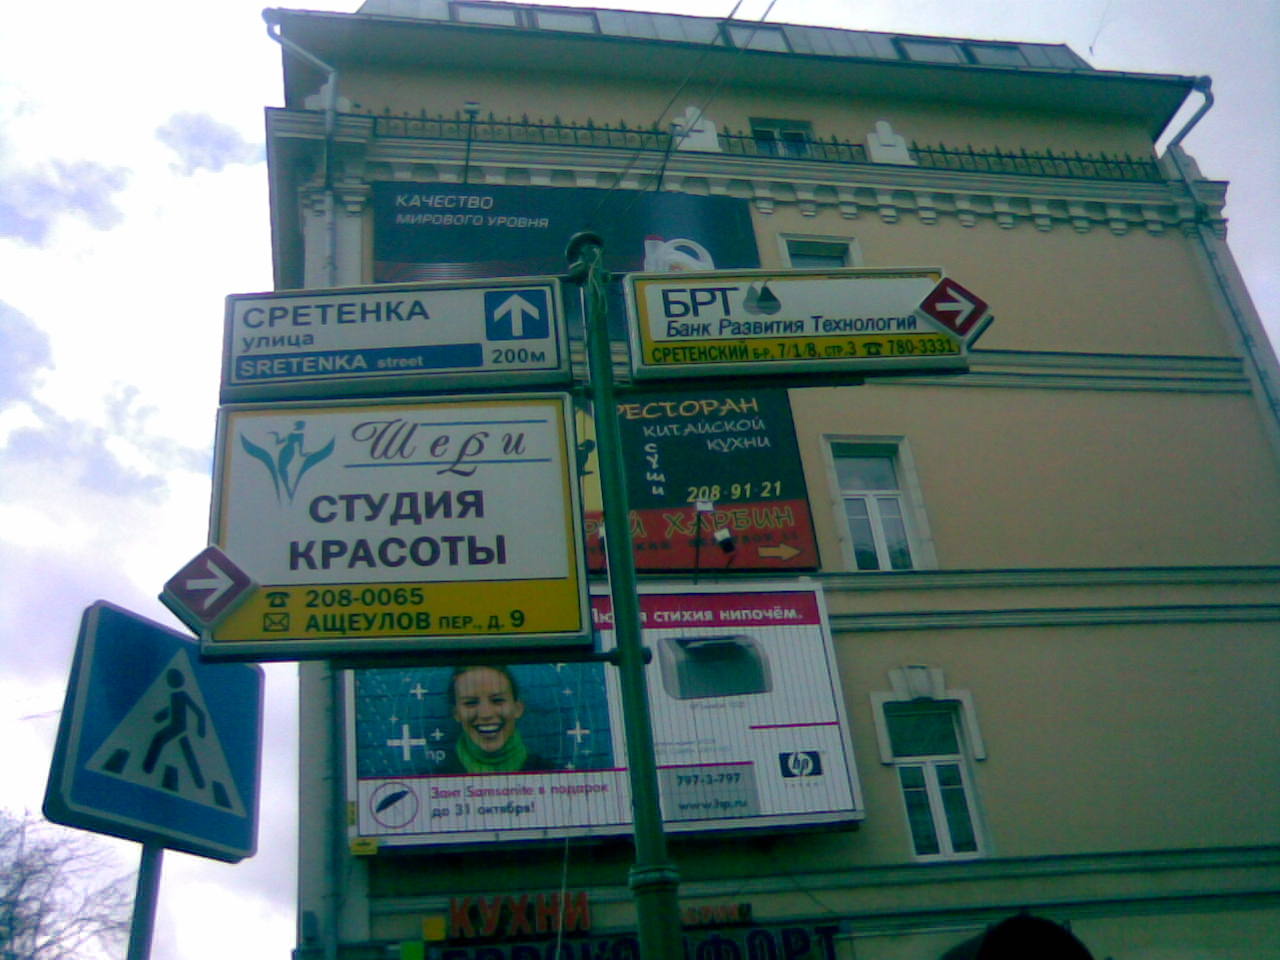 КАЧЕСТВО
МИРОВОГО УРОВНЯ
СРЕТЕНКА
улица
SRETENKA street
200м
БРТ
Банк Развития Технологий
СРЕТЕНСКИЙ Б-Р, 7/1/8, СТР. 3 ☎ 780-3331
Шери
СТУДИЯ
КРАСОТЫ
☎ 208-0065
АЩЕУЛОВ ПЕР., Д. 9
РЕСТОРАН
КИТАЙСКОЙ
КУХНИ
СУШИ
208-91-21
ХАРБИН
стихия нипочём.
hp
Зонт Samsonite в подарок
до 31 октября!
797-3-797
www.hp.ru
hp
invent
КУХНИ